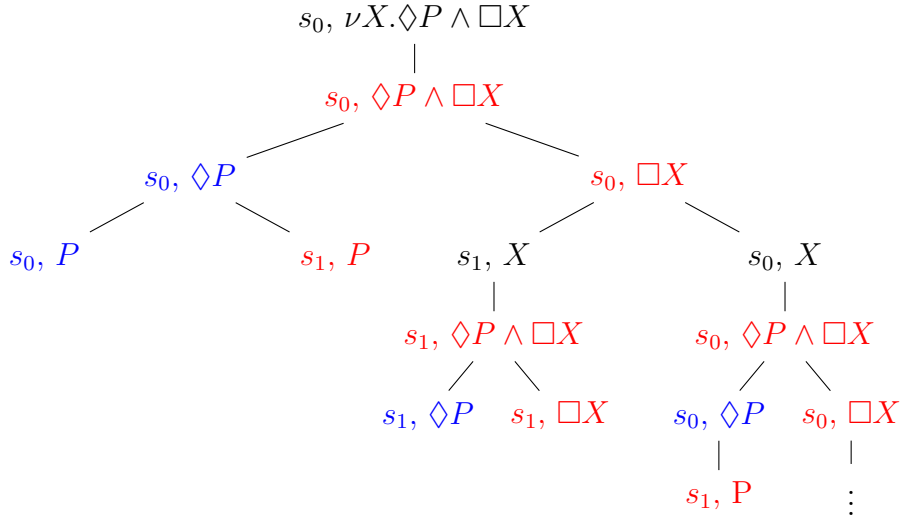 s₀, νX.◇P ∧ □X
s₀, ◇P ∧ □X
s₀, ◇P s₀, □X
s₀, P s₁, P s₁, X s₀, X
s₁, ◇P ∧ □X s₀, ◇P ∧ □X
s₁, ◇P s₁, □X s₀, ◇P s₀, □X
s₁, P ⋮